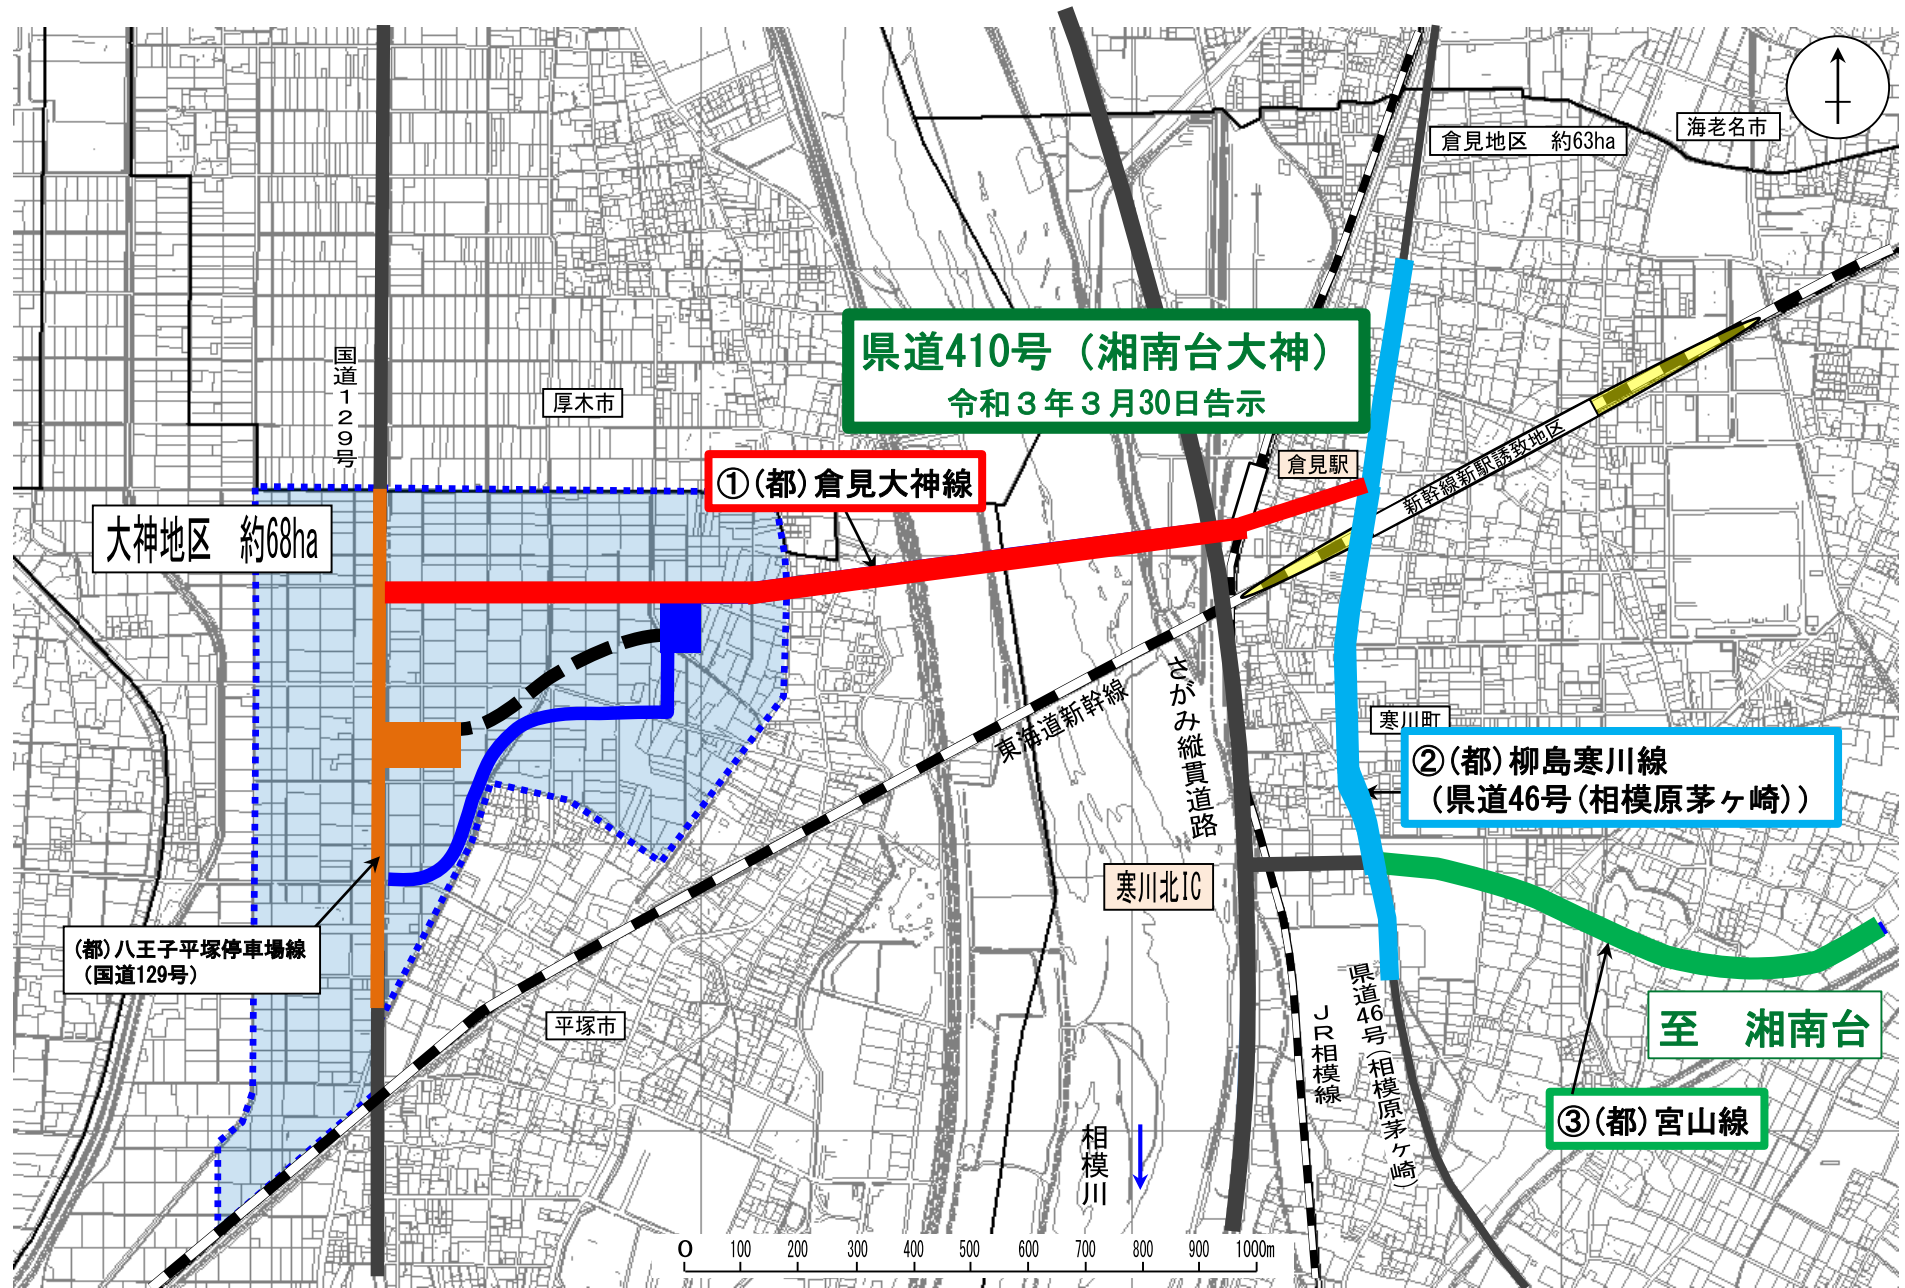 海老名市
倉見地区　約63ha
国道129号
厚木市
県道410号（湘南台大神）
令和３年３月30日告示
①(都)倉見大神線
倉見駅
新幹線新駅誘致地区
大神地区　約68ha
さがみ縦貫道路
東海道新幹線
寒川町
②(都)柳島寒川線
（県道46号(相模原茅ヶ崎)）
寒川北IC
(都)八王子平塚停車場線
（国道129号）
平塚市
県道46号(相模原茅ヶ崎)
ＪＲ相模線
至　湘南台
③(都)宮山線
相模川
0 100 200 300 400 500 600 700 800 900 1000m